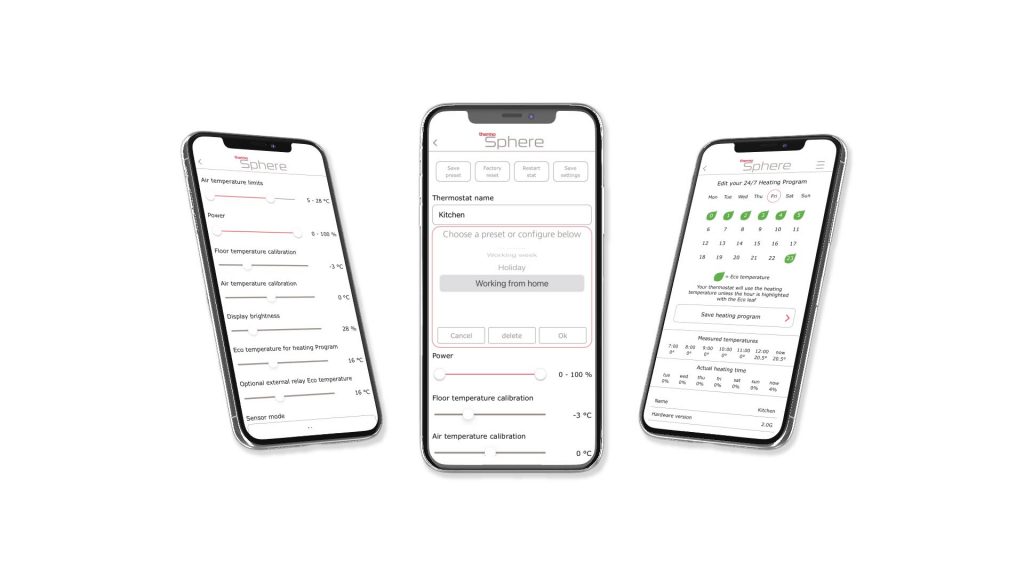 thermo
Sphere
Air temperature limits
5 - 28 °C
Power
0 - 100 %
Floor temperature calibration
-3 °C
Air temperature calibration
0 °C
Display brightness
28 %
Eco temperature for heating Program
16 °C
Optional external relay Eco temperature
16 °C
Sensor mode
thermo
Sphere
Save preset Factory reset Restart stat Save settings
Thermostat name
Kitchen
Choose a preset or configure below
Working week
Holiday
Working from home
Cancel delete Ok
Power
0 - 100 %
Floor temperature calibration
-3 °C
Air temperature calibration
0 °C
thermo
Sphere
Edit your 24/7 Heating Program
Mon Tue Wed Thu Fri Sat Sun
0 1 2 3 4 5
6 7 8 9 10 11
12 13 14 15 16 17
18 19 20 21 22 23
= Eco temperature
Your thermostat will use the heating
temperature unless the hour is highlighted
with the Eco leaf
Save heating program
Measured temperatures
7:00 8:00 9:00 10:00 11:00 12:00 now
0° 0° 0° 0° 0° 20.5° 20.5°
Actual heating time
tue wed thu fri sat sun now
0% 0% 0% 0% 0% 0% 4%
Name Kitchen
Hardware version 2.0G